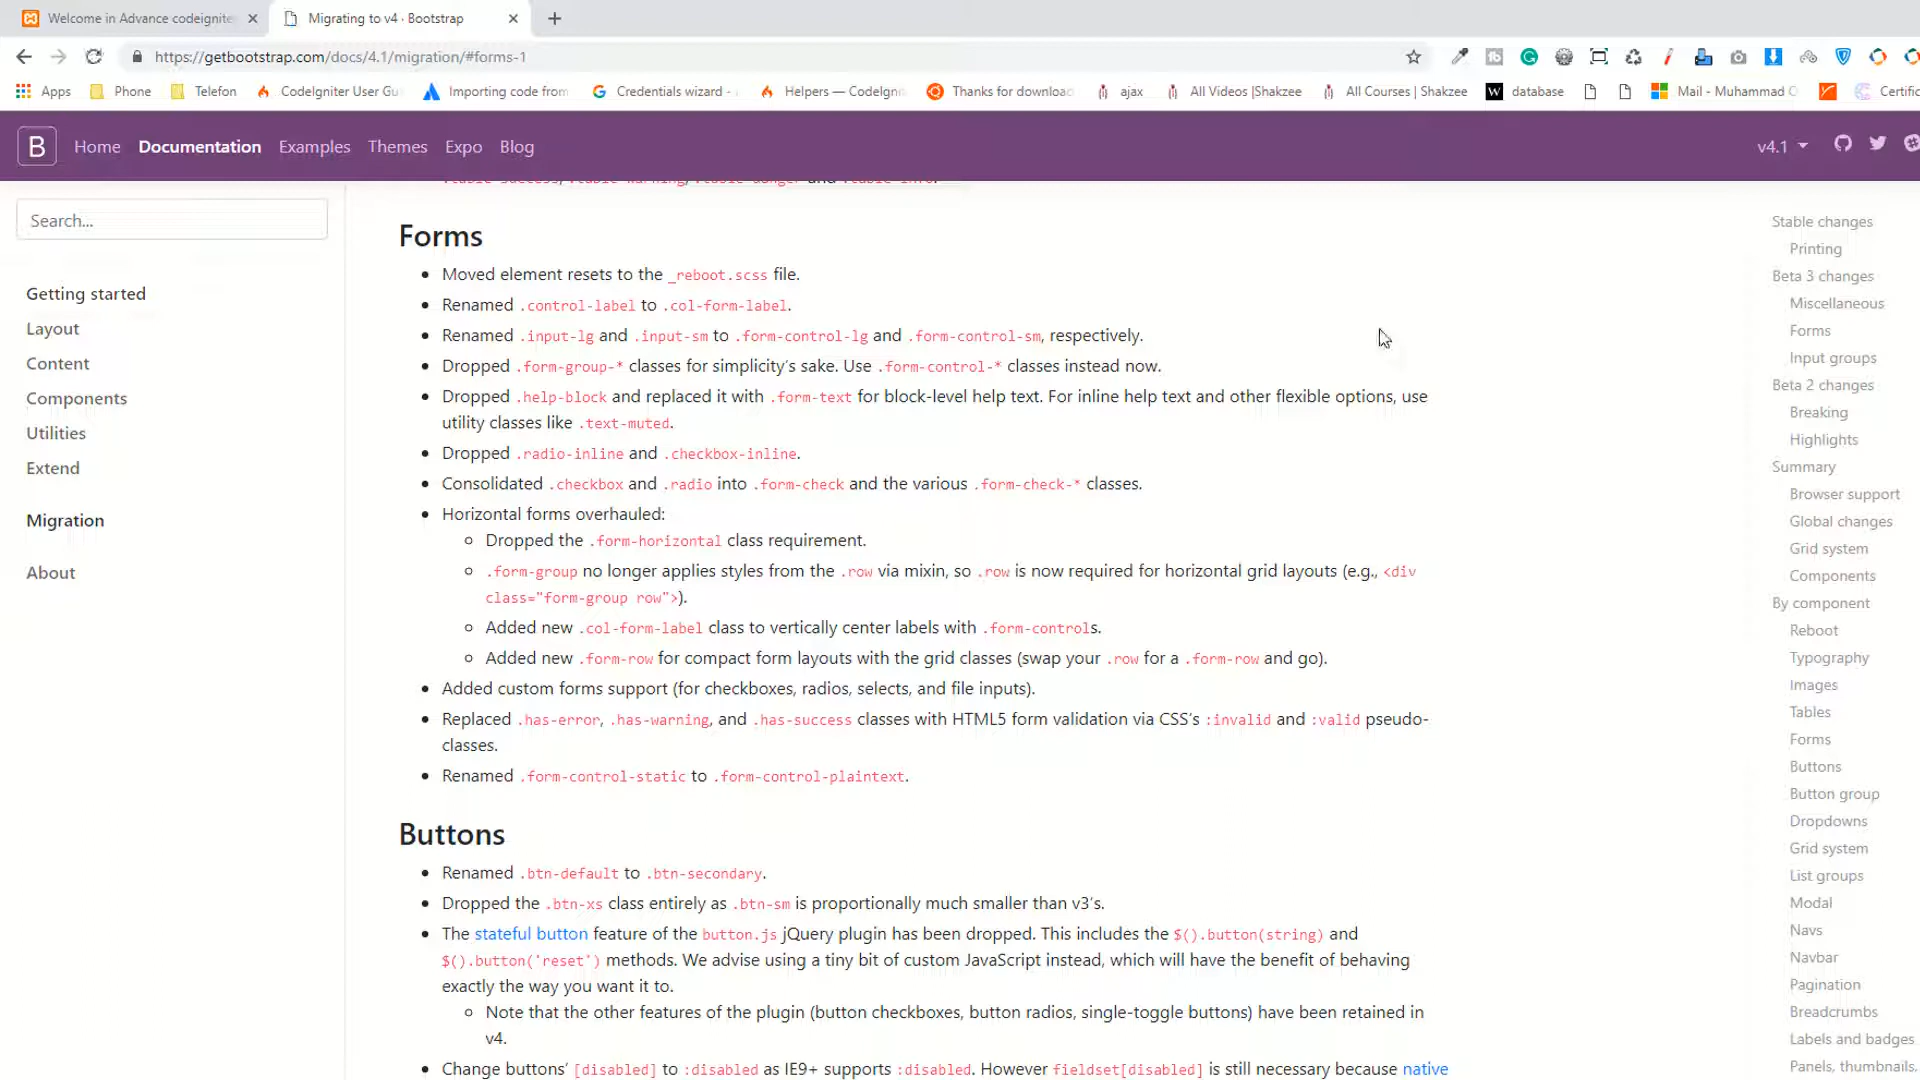 Welcome in Advance codeignite
Migrating to v4 · Bootstrap
https://getbootstrap.com/docs/4.1/migration/#forms-1
Apps Phone Telefon CodeIgniter User Gu Importing code from Credentials wizard - Helpers — CodeIgn Thanks for download ajax All Videos |Shakzee All Courses | Shakzee w database Mail - Muhammad Certific
B Home Documentation Examples Themes Expo Blog v4.1
Search...
Getting started
Layout
Content
Components
Utilities
Extend
Migration
About
Forms
• Moved element resets to the _reboot.scss file.
• Renamed .control-label to .col-form-label.
• Renamed .input-lg and .input-sm to .form-control-lg and .form-control-sm, respectively.
• Dropped .form-group-* classes for simplicity's sake. Use .form-control-* classes instead now.
• Dropped .help-block and replaced it with .form-text for block-level help text. For inline help text and other flexible options, use
utility classes like .text-muted.
• Dropped .radio-inline and .checkbox-inline.
• Consolidated .checkbox and .radio into .form-check and the various .form-check-* classes.
• Horizontal forms overhauled:
◦ Dropped the .form-horizontal class requirement.
◦ .form-group no longer applies styles from the .row via mixin, so .row is now required for horizontal grid layouts (e.g., <div
class="form-group row">).
◦ Added new .col-form-label class to vertically center labels with .form-controls.
◦ Added new .form-row for compact form layouts with the grid classes (swap your .row for a .form-row and go).
• Added custom forms support (for checkboxes, radios, selects, and file inputs).
• Replaced .has-error, .has-warning, and .has-success classes with HTML5 form validation via CSS's :invalid and :valid pseudo-
classes.
• Renamed .form-control-static to .form-control-plaintext.
Buttons
• Renamed .btn-default to .btn-secondary.
• Dropped the .btn-xs class entirely as .btn-sm is proportionally much smaller than v3's.
• The stateful button feature of the button.js jQuery plugin has been dropped. This includes the $().button(string) and
$().button('reset') methods. We advise using a tiny bit of custom JavaScript instead, which will have the benefit of behaving
exactly the way you want it to.
◦ Note that the other features of the plugin (button checkboxes, button radios, single-toggle buttons) have been retained in
v4.
• Change buttons' [disabled] to :disabled as IE9+ supports :disabled. However fieldset[disabled] is still necessary because native
Stable changes
Printing
Beta 3 changes
Miscellaneous
Forms
Input groups
Beta 2 changes
Breaking
Highlights
Summary
Browser support
Global changes
Grid system
Components
By component
Reboot
Typography
Images
Tables
Forms
Buttons
Button group
Dropdowns
Grid system
List groups
Modal
Navs
Navbar
Pagination
Breadcrumbs
Labels and badges
Panels, thumbnails,